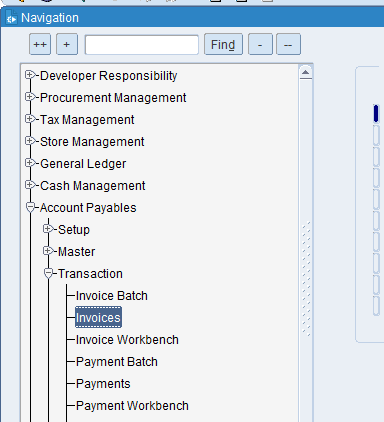 Navigation
++ + Find - --
Developer Responsibility
Procurement Management
Tax Management
Store Management
General Ledger
Cash Management
Account Payables
Setup
Master
Transaction
Invoice Batch
Invoices
Invoice Workbench
Payment Batch
Payments
Payment Workbench